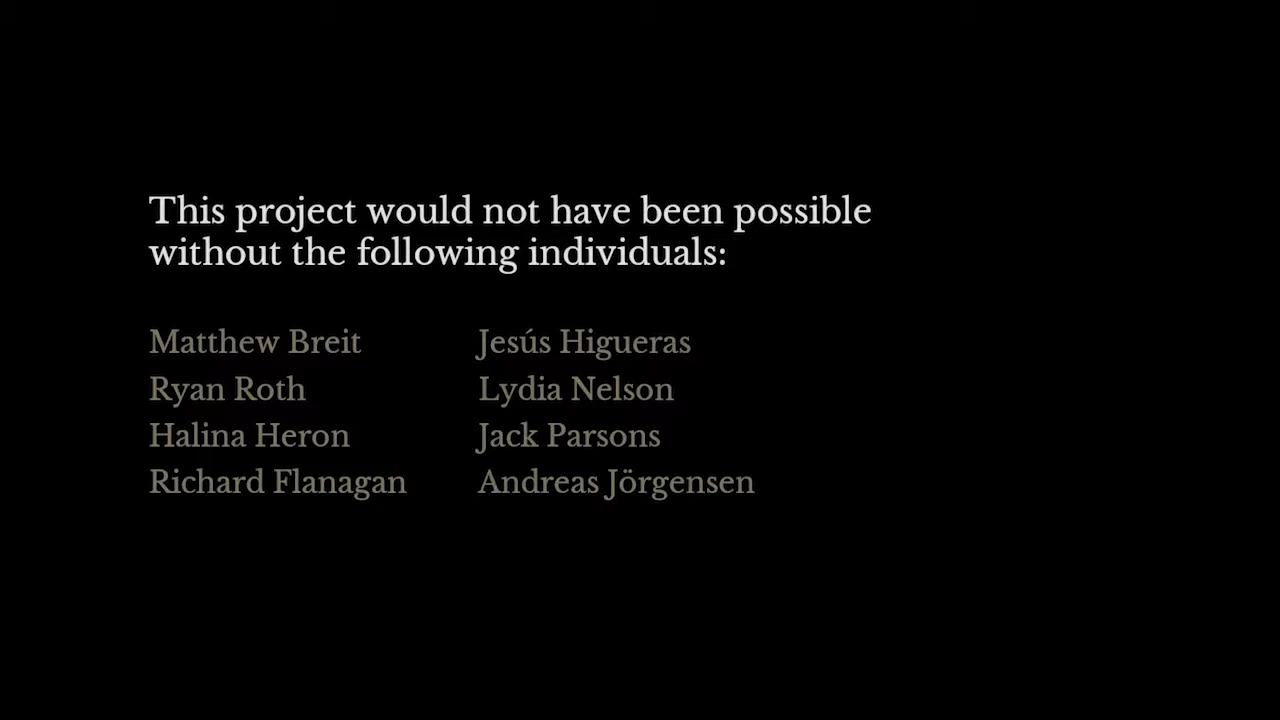 This project would not have been possible
without the following individuals:
Matthew Breit
Jesús Higueras
Ryan Roth
Lydia Nelson
Halina Heron
Jack Parsons
Richard Flanagan
Andreas Jörgensen